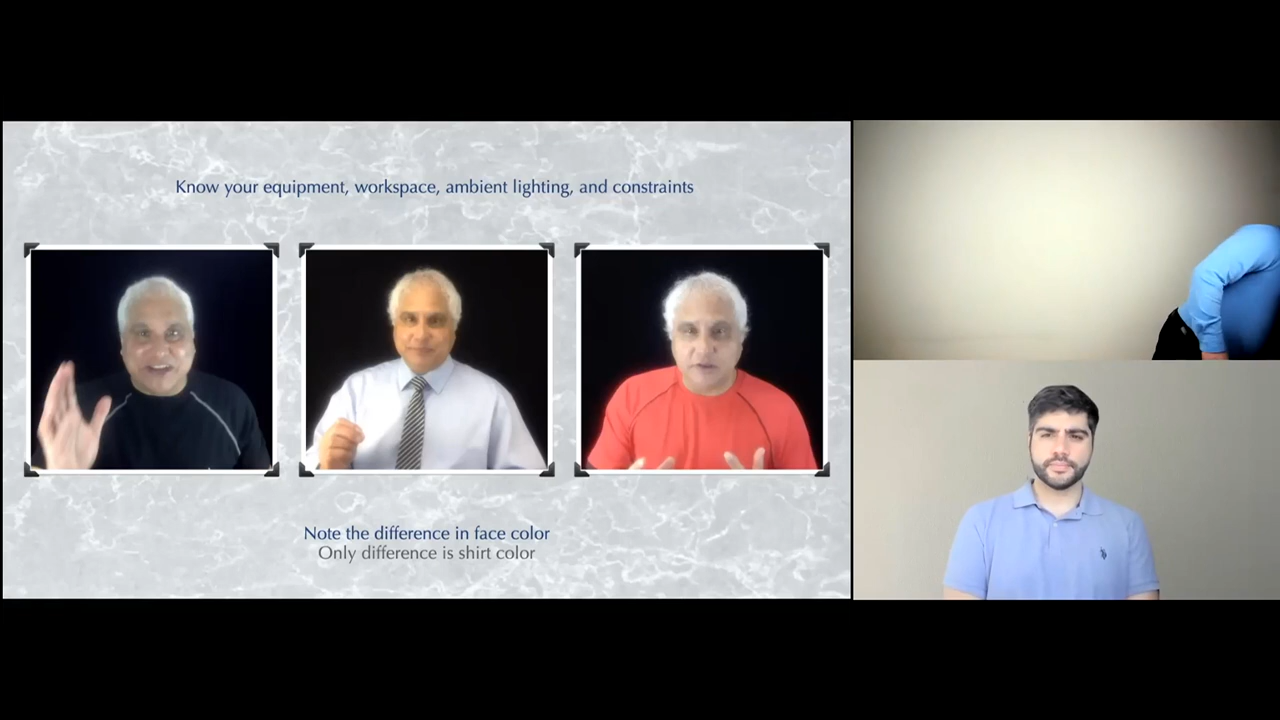 Know your equipment, workspace, ambient lighting, and constraints
Note the difference in face color
Only difference is shirt color